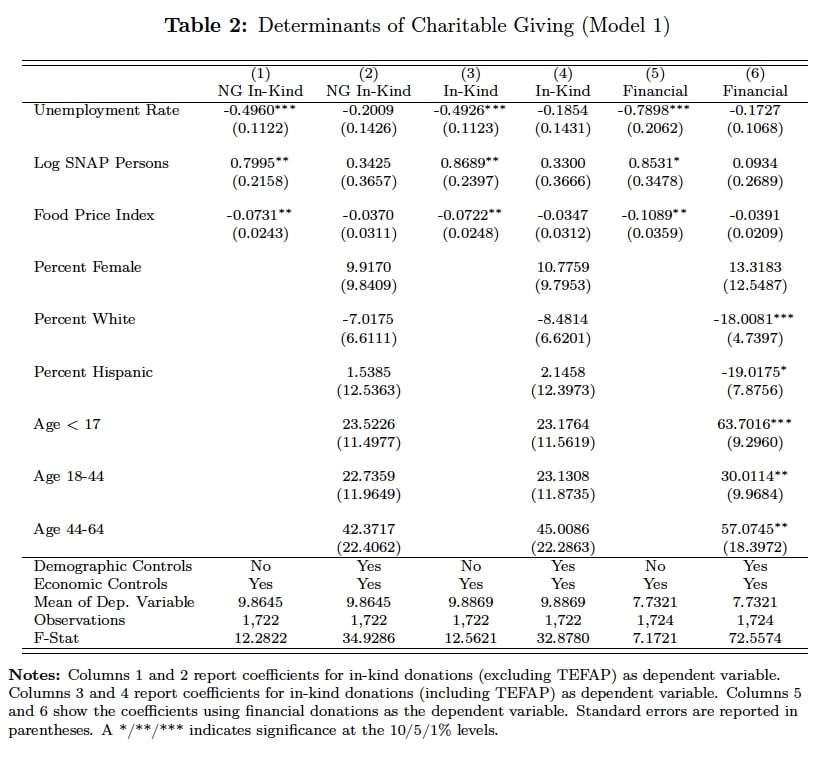 Table 2: Determinants of Charitable Giving (Model 1)
(1) (2) (3) (4) (5) (6)
NG In-Kind NG In-Kind In-Kind In-Kind Financial Financial
Unemployment Rate -0.4960*** -0.2009 -0.4926*** -0.1854 -0.7898*** -0.1727
(0.1122) (0.1426) (0.1123) (0.1431) (0.2062) (0.1068)
Log SNAP Persons 0.7995** 0.3425 0.8689** 0.3300 0.8531* 0.0934
(0.2158) (0.3657) (0.2397) (0.3666) (0.3478) (0.2689)
Food Price Index -0.0731** -0.0370 -0.0722** -0.0347 -0.1089** -0.0391
(0.0243) (0.0311) (0.0248) (0.0312) (0.0359) (0.0209)
Percent Female 9.9170 10.7759 13.3183
(9.8409) (9.7953) (12.5487)
Percent White -7.0175 -8.4814 -18.0081***
(6.6111) (6.6201) (4.7397)
Percent Hispanic 1.5385 2.1458 -19.0175*
(12.5363) (12.3973) (7.8756)
Age < 17 23.5226 23.1764 63.7016***
(11.4977) (11.5619) (9.2960)
Age 18-44 22.7359 23.1308 30.0114**
(11.9649) (11.8735) (9.9684)
Age 44-64 42.3717 45.0086 57.0745**
(22.4062) (22.2863) (18.3972)
Demographic Controls No Yes No Yes No Yes
Economic Controls Yes Yes Yes Yes Yes Yes
Mean of Dep. Variable 9.8645 9.8645 9.8869 9.8869 7.7321 7.7321
Observations 1,722 1,722 1,722 1,722 1,724 1,724
F-Stat 12.2822 34.9286 12.5621 32.8780 7.1721 72.5574
Notes: Columns 1 and 2 report coefficients for in-kind donations (excluding TEFAP) as dependent variable.
Columns 3 and 4 report coefficients for in-kind donations (including TEFAP) as dependent variable. Columns 5
and 6 show the coefficients using financial donations as the dependent variable. Standard errors are reported in
parentheses. A */**/*** indicates significance at the 10/5/1% levels.